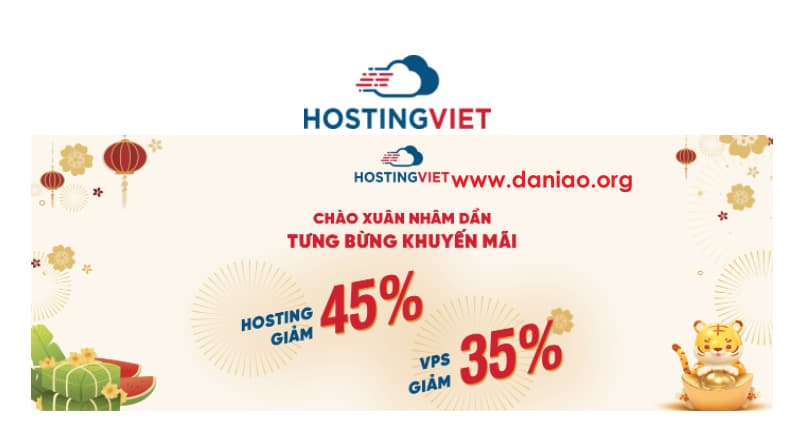 HOSTINGVIET
HOSTINGVIET www.daniao.org
CHÀO XUÂN NHÂM DẦN
TƯNG BỪNG KHUYẾN MÃI
HOSTING GIẢM 45%
VPS GIẢM 35%